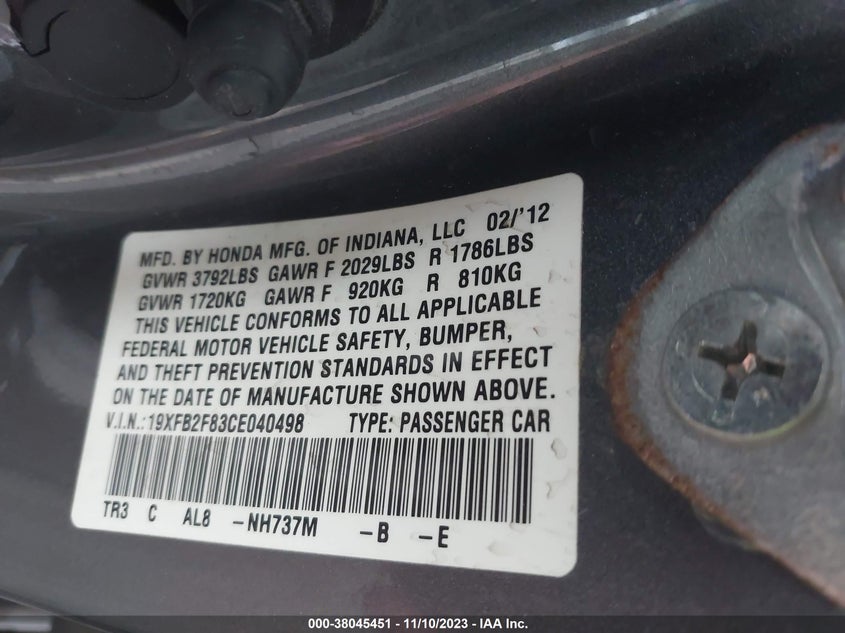 MFD. BY HONDA MFG. OF INDIANA, LLC 02/'12
GVWR 3792LBS GAWR F 2029LBS R 1786LBS
GVWR 1720KG GAWR F 920KG R 810KG
THIS VEHICLE CONFORMS TO ALL APPLICABLE
FEDERAL MOTOR VEHICLE SAFETY, BUMPER,
AND THEFT PREVENTION STANDARDS IN EFFECT
ON THE DATE OF MANUFACTURE SHOWN ABOVE.
V.I.N.:19XFB2F83CE040498 TYPE: PASSENGER CAR
TR3 C AL8 -NH737M -B -E
000-38045451 - 11/10/2023 - IAA Inc.